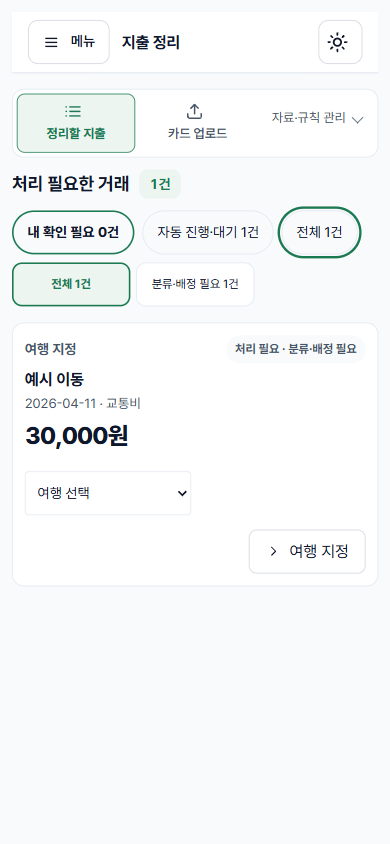 메뉴 지출 정리
정리할 지출 카드 업로드 자료·규칙 관리
처리 필요한 거래 1건
내 확인 필요 0건 자동 진행·대기 1건 전체 1건
전체 1건 분류·배정 필요 1건
여행 지정 처리 필요 · 분류·배정 필요
예시 이동
2026-04-11 · 교통비
30,000원
여행 선택
여행 지정